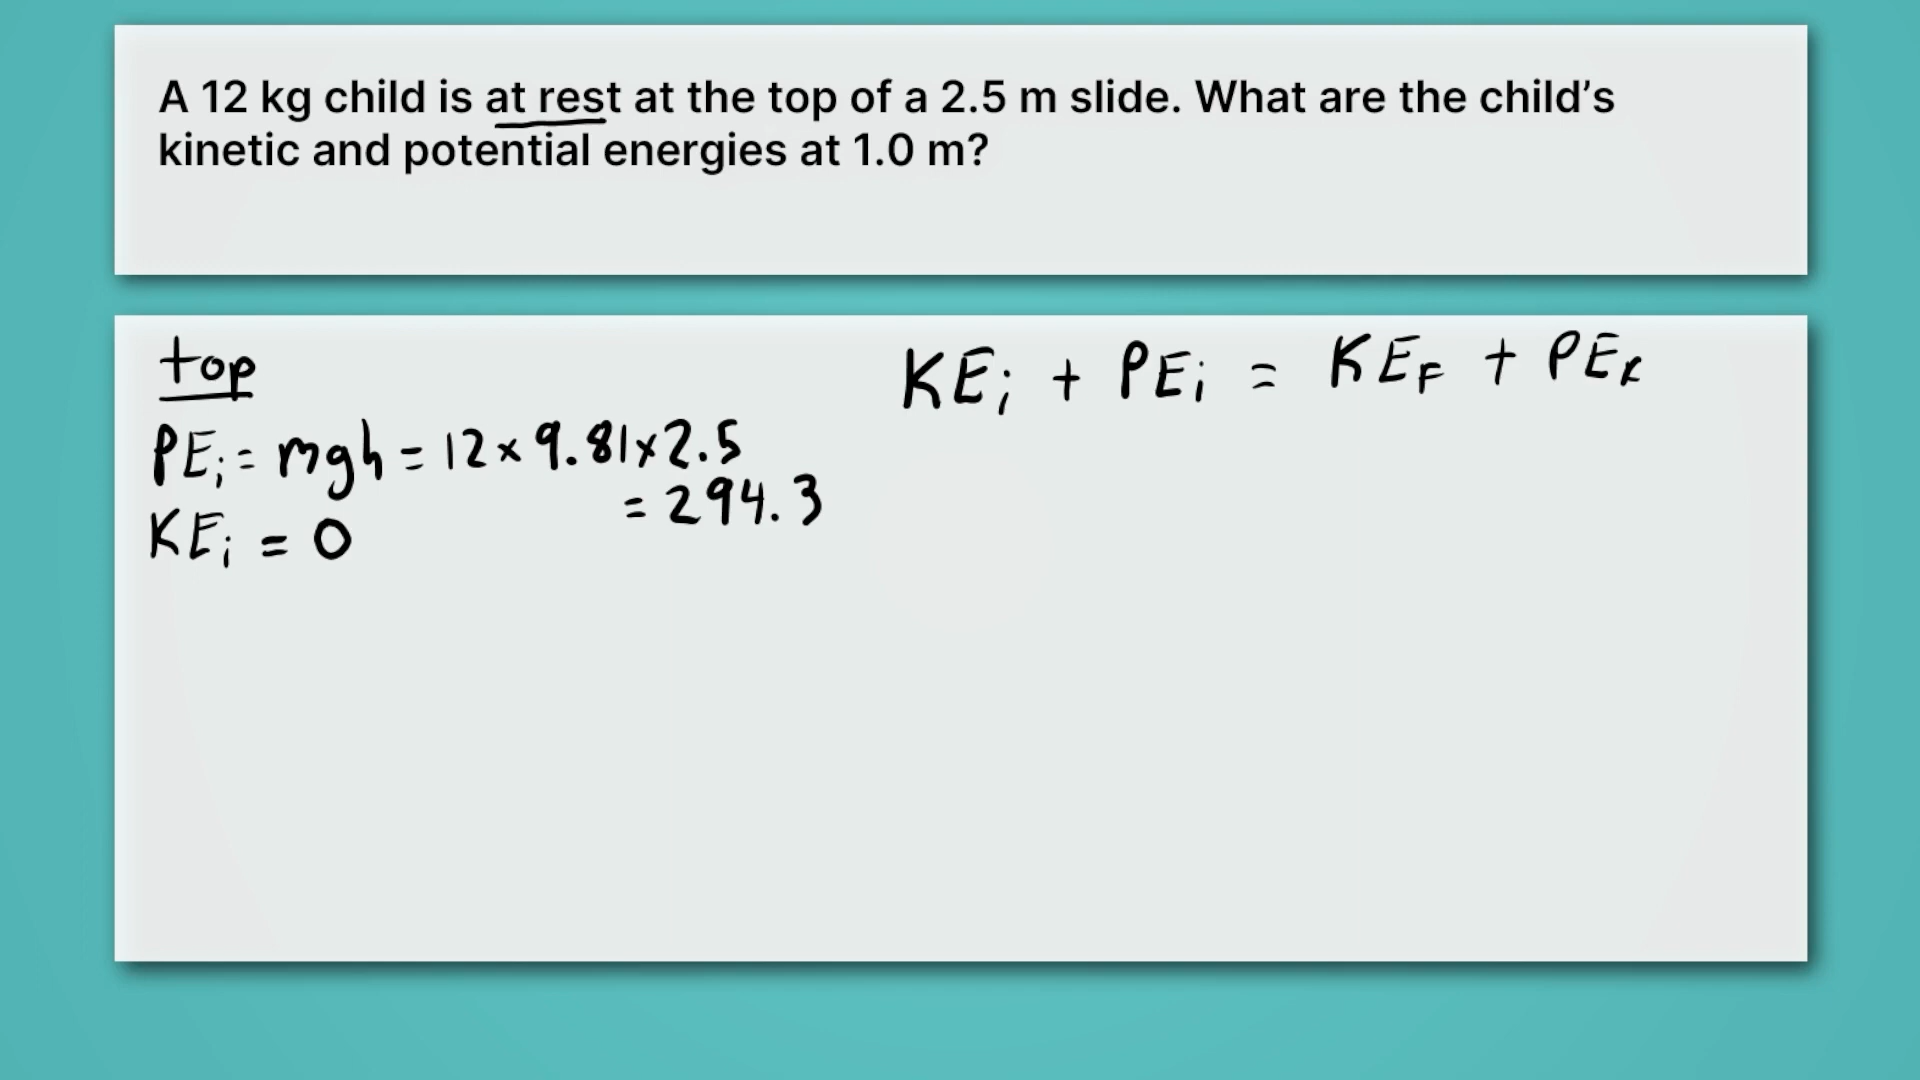 A 12 kg child is at rest at the top of a 2.5 m slide. What are the child’s
kinetic and potential energies at 1.0 m?
top
PEi = mgh = 12 x 9.81 x 2.5
= 294.3
KEi = 0
KEi + PEi = KEF + PEF